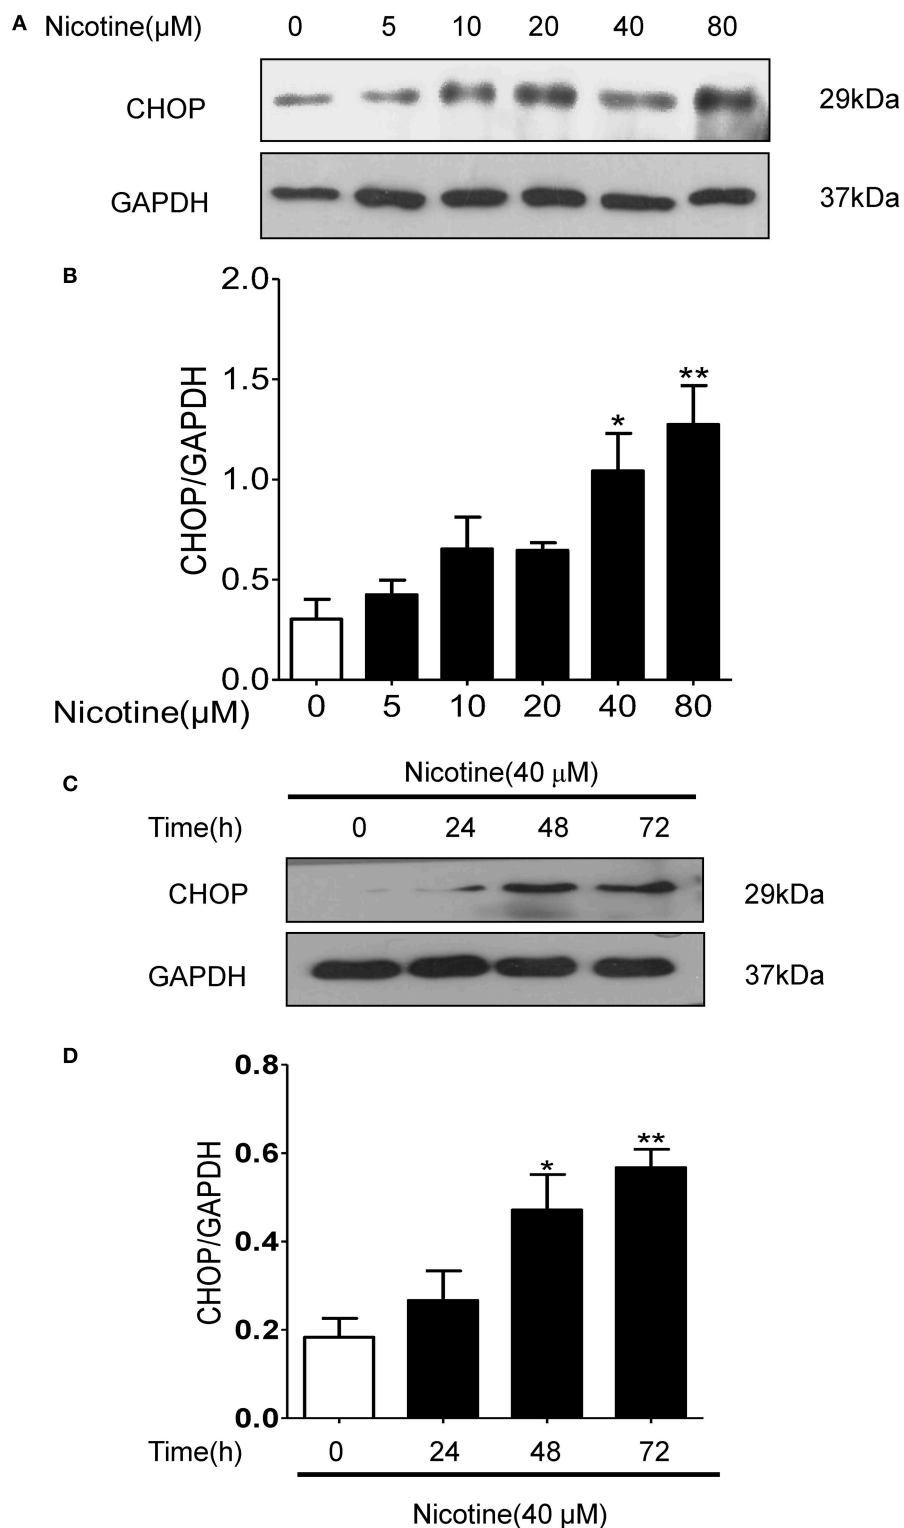 A Nicotine(µM) 0 5 10 20 40 80
CHOP 29kDa
GAPDH 37kDa
B
2.0
1.5
1.0
0.5
0.0
CHOP/GAPDH
*
**
Nicotine(µM) 0 5 10 20 40 80
C
Nicotine(40 µM)
Time(h) 0 24 48 72
CHOP 29kDa
GAPDH 37kDa
D
0.8
0.6
0.4
0.2
0.0
CHOP/GAPDH
*
**
Time(h) 0 24 48 72
Nicotine(40 µM)